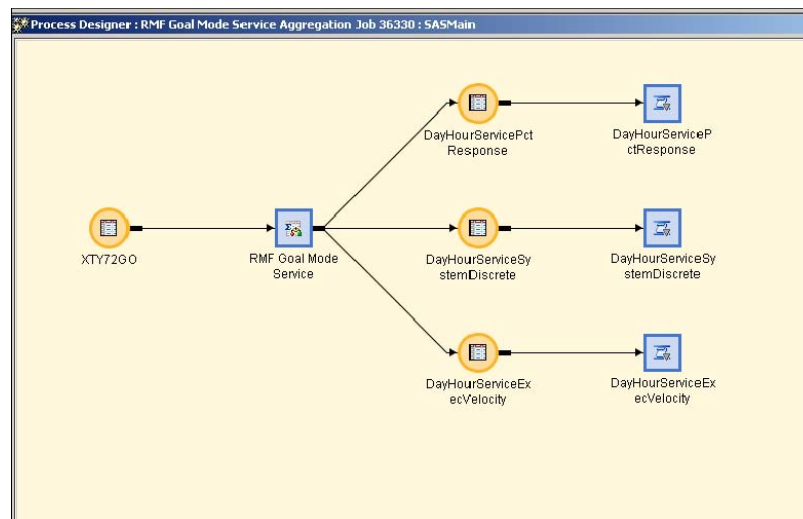 Process Designer : RMF Goal Mode Service Aggregation Job 36330 : SASMain
DayHourServicePct
Response
DayHourServiceP
ctResponse
XTY72GO
RMF Goal Mode
Service
DayHourServiceSy
stemDiscrete
DayHourServiceSy
stemDiscrete
DayHourServiceEx
ecVelocity
DayHourServiceEx
ecVelocity